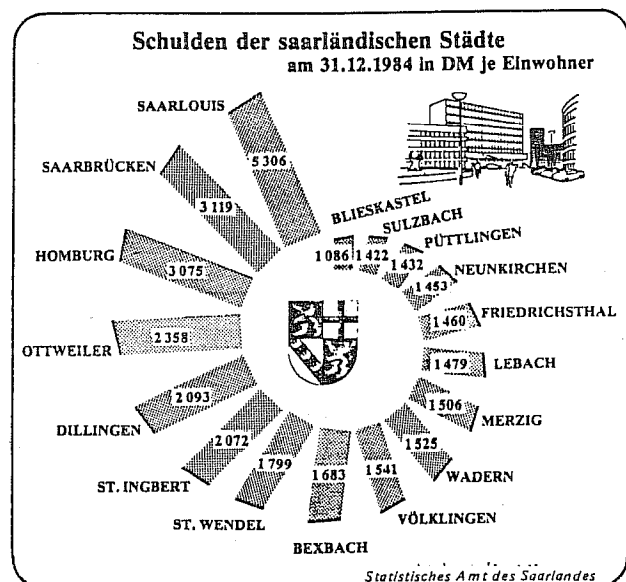 Schulden der saarländischen Städte
am 31.12.1984 in DM je Einwohner
SAARLOUIS
5 306
SAARBRÜCKEN
3 119
HOMBURG
3 075
OTTWEILER
2 358
DILLINGEN
2 093
ST. INGBERT
2 072
ST. WENDEL
1 799
BEXBACH
1 683
VÖLKLINGEN
1 541
WADERN
1 525
MERZIG
1 506
LEBACH
1 479
FRIEDRICHSTHAL
1 460
NEUNKIRCHEN
1 453
PÜTTLINGEN
1 432
SULZBACH
1 422
BLIESKASTEL
1 086
Statistisches Amt des Saarlandes